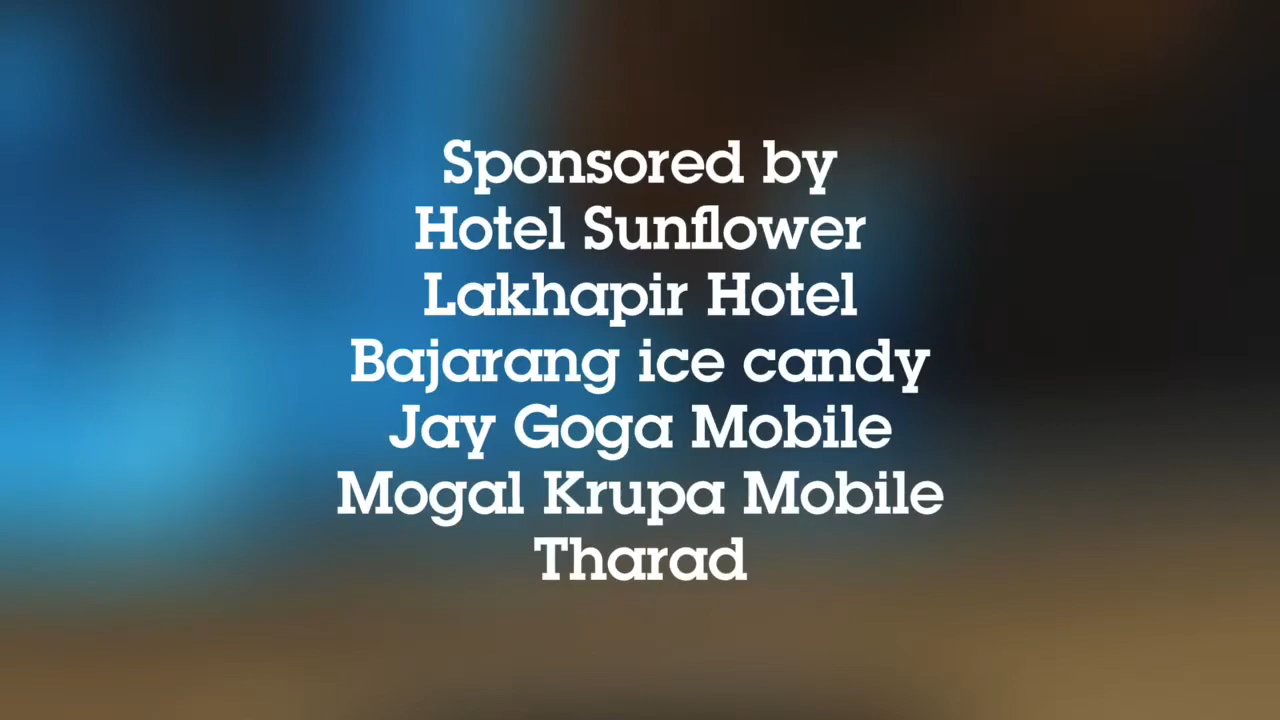 Sponsored by
Hotel Sunflower
Lakhapir Hotel
Bajarang ice candy
Jay Goga Mobile
Mogal Krupa Mobile
Tharad